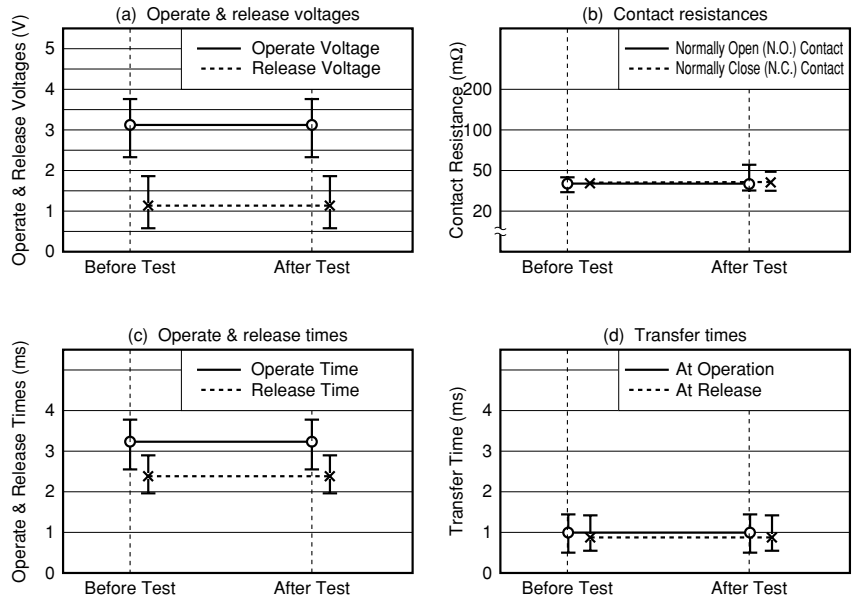 (a) Operate & release voltages
Operate & Release Voltages (V)
5
4
3
2
1
0
Operate Voltage
Release Voltage
Before Test
After Test
(b) Contact resistances
Contact Resistance (mΩ)
200
100
50
20
Normally Open (N.O.) Contact
Normally Close (N.C.) Contact
Before Test
After Test
(c) Operate & release times
Operate & Release Times (ms)
4
3
2
1
0
Operate Time
Release Time
Before Test
After Test
(d) Transfer times
Transfer Time (ms)
4
3
2
1
0
At Operation
At Release
Before Test
After Test